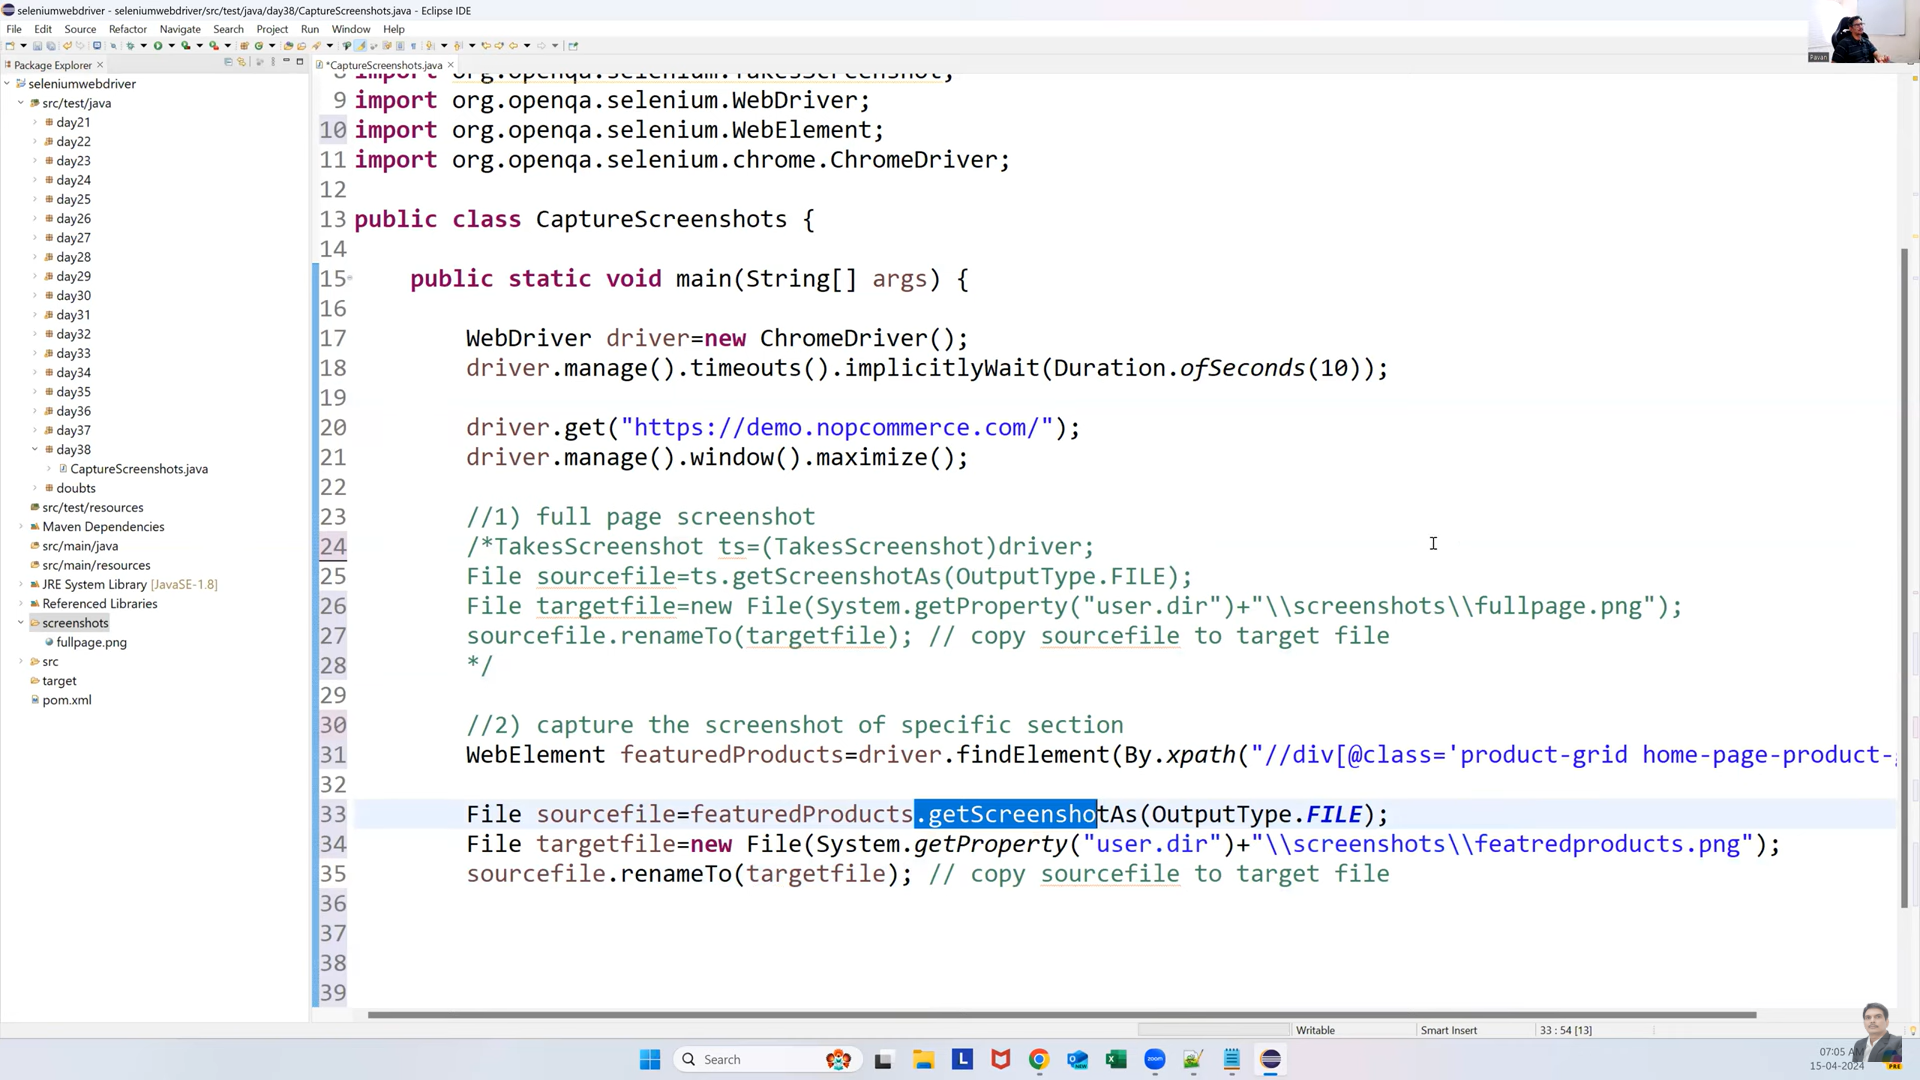 seleniumwebdriver - seleniumwebdriver/src/test/java/day38/CaptureScreenshots.java - Eclipse IDE
File Edit Source Refactor Navigate Search Project Run Window Help
Package Explorer
*CaptureScreenshots.java
seleniumwebdriver
src/test/java
day21
day22
day23
day24
day25
day26
day27
day28
day29
day30
day31
day32
day33
day34
day35
day36
day37
day38
CaptureScreenshots.java
doubts
src/test/resources
Maven Dependencies
src/main/java
src/main/resources
JRE System Library [JavaSE-1.8]
Referenced Libraries
screenshots
fullpage.png
src
target
pom.xml
8 import org.openqa.selenium.TakesScreenshot;
9 import org.openqa.selenium.WebDriver;
10 import org.openqa.selenium.WebElement;
11 import org.openqa.selenium.chrome.ChromeDriver;
12
13 public class CaptureScreenshots {
14
15 public static void main(String[] args) {
16
17 WebDriver driver=new ChromeDriver();
18 driver.manage().timeouts().implicitlyWait(Duration.ofSeconds(10));
19
20 driver.get("https://demo.nopcommerce.com/");
21 driver.manage().window().maximize();
22
23 //1) full page screenshot
24 /*TakesScreenshot ts=(TakesScreenshot)driver;
25 File sourcefile=ts.getScreenshotAs(OutputType.FILE);
26 File targetfile=new File(System.getProperty("user.dir")+"\\screenshots\\fullpage.png");
27 sourcefile.renameTo(targetfile); // copy sourcefile to target file
28 */
29
30 //2) capture the screenshot of specific section
31 WebElement featuredProducts=driver.findElement(By.xpath("//div[@class='product-grid home-page-product-
32
33 File sourcefile=featuredProducts.getScreenshotAs(OutputType.FILE);
34 File targetfile=new File(System.getProperty("user.dir")+"\\screenshots\\featredproducts.png");
35 sourcefile.renameTo(targetfile); // copy sourcefile to target file
36
37
38
39
Pavan
Writable Smart Insert 33 : 54 [13]
Search
07:05
15-04-2024
PRE